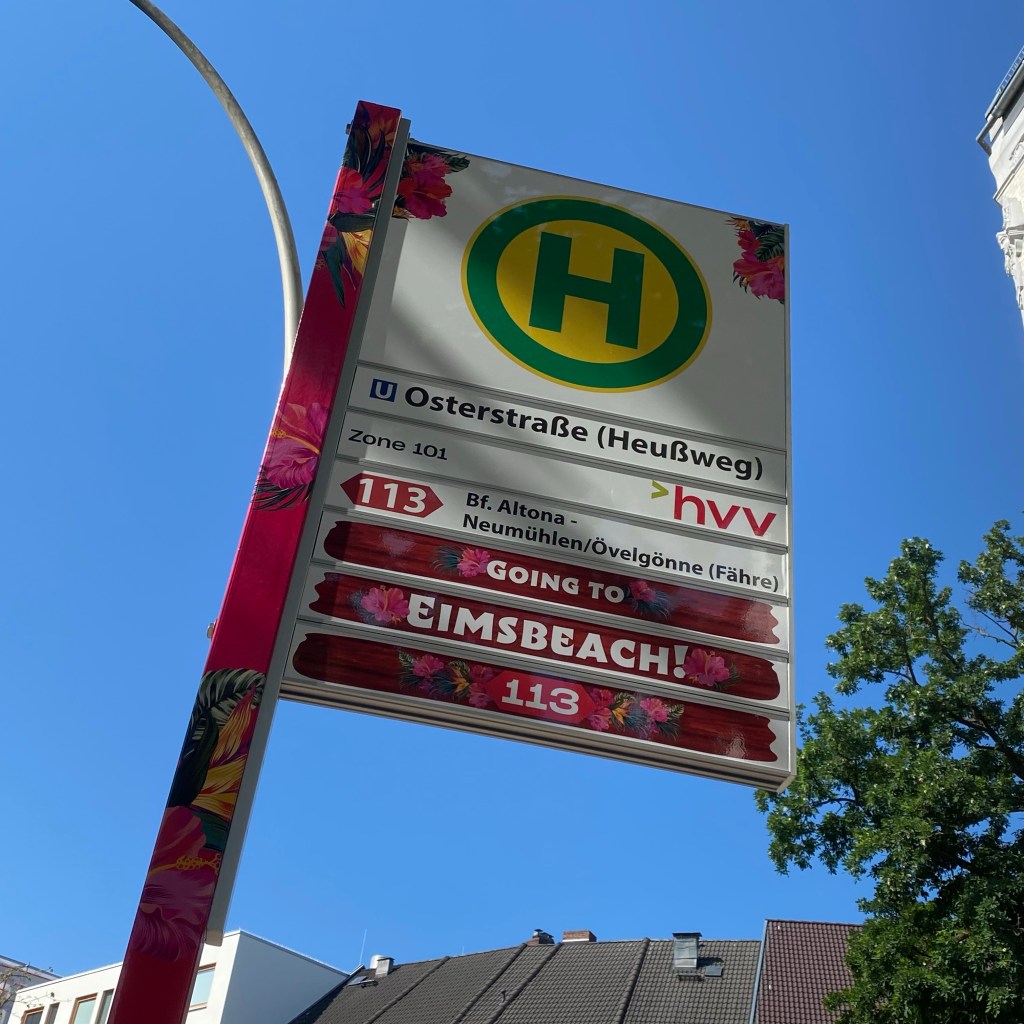 H
U Osterstraße (Heußweg)
Zone 101
hvv
113
Bf. Altona -
Neumühlen/Övelgönne (Fähre)
GOING TO
EIMSBEACH!
113